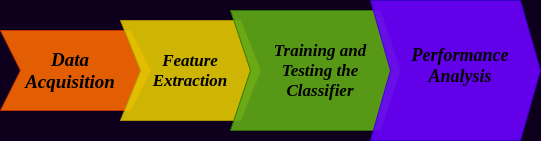 Data
Acquisition
Feature
Extraction
Training and
Testing the
Classifier
Performance
Analysis